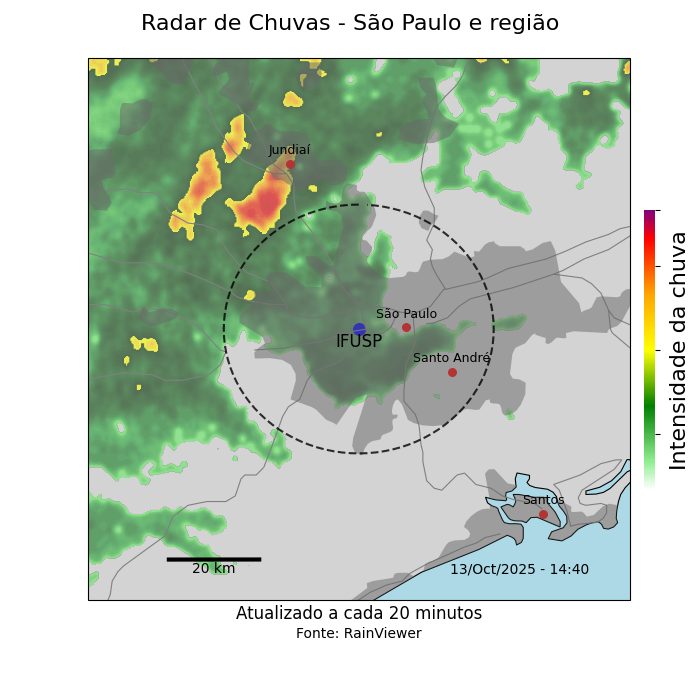 Radar de Chuvas - São Paulo e região
Jundiaí
São Paulo
IFUSP
Santo André
Santos
20 km
13/Oct/2025 - 14:40
Intensidade da chuva
Atualizado a cada 20 minutos
Fonte: RainViewer